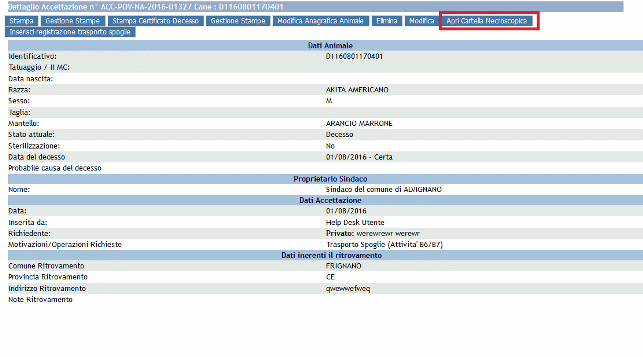 Dettaglio Accettazione n° ACC-POV-NA-2016-01327 Cane : D1160801170401
Stampa Gestione Stampe Stampa Certificato Decesso Gestione Stampe Modifica Anagrafica Animale Elimina Modifica Apri Cartella Necroscopica
Inserisci registrazione trasporto spoglie
Dati Animale
Identificativo: D1160801170401
Tatuaggio / II MC:
Data nascita:
Razza: AKITA AMERICANO
Sesso: M
Taglia:
Mantello: ARANCIO MARRONE
Stato attuale: Decesso
Sterilizzazione: No
Data del decesso 01/08/2016 - Certa
Probabile causa del decesso
Proprietario Sindaco
Nome: Sindaco del comune di ALVIGNANO
Dati Accettazione
Data: 01/08/2016
Inserita da: Help Desk Utente
Richiedente: Privato: werewrewr werewr
Motivazioni/Operazioni Richieste Trasporto Spoglie (Attivita' B6/B7)
Dati inerenti il ritrovamento
Comune Ritrovamento FRIGNANO
Provincia Ritrovamento CE
Indirizzo Ritrovamento qwewwefweq
Note Ritrovamento